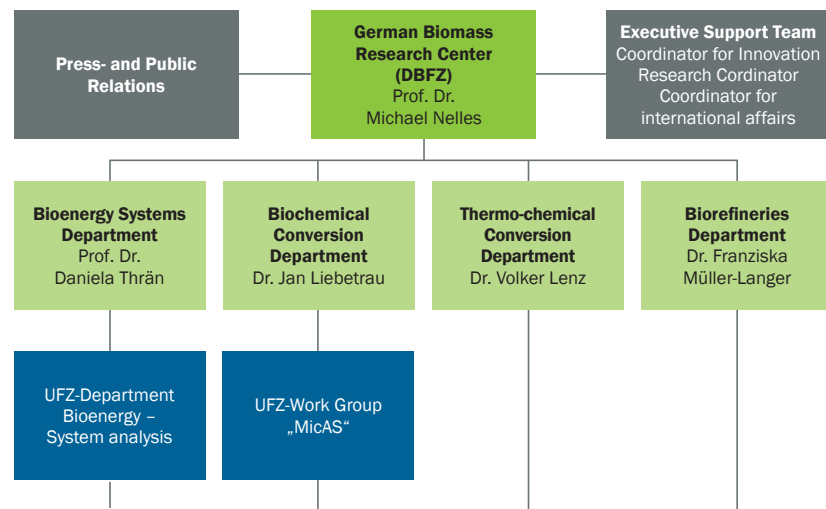 Press- and Public
Relations
German Biomass
Research Center
(DBFZ)
Prof. Dr.
Michael Nelles
Executive Support Team
Coordinator for Innovation
Research Cordinator
Coordinator for
international affairs
Bioenergy Systems
Department
Prof. Dr.
Daniela Thrän
Biochemical
Conversion
Department
Dr. Jan Liebetrau
Thermo-chemical
Conversion
Department
Dr. Volker Lenz
Biorefineries
Department
Dr. Franziska
Müller-Langer
UFZ-Department
Bioenergy –
System analysis
UFZ-Work Group
„MicAS“